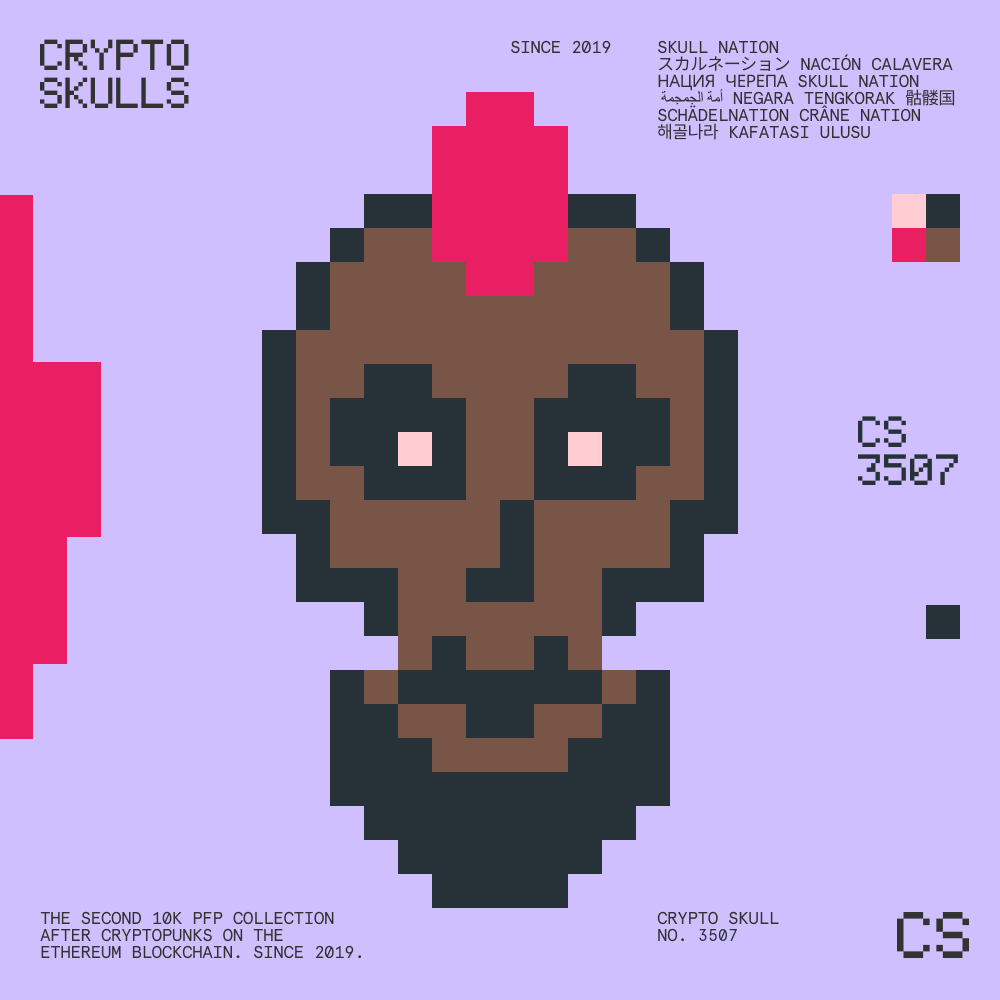 CRYPTO
SKULLS
SINCE 2019
SKULL NATION
スカルネーション NACIÓN CALAVERA
НАЦИЯ ЧЕРЕПА SKULL NATION
أمة الجمجمة NEGARA TENGKORAK 骷髅国
SCHÄDELNATION CRÂNE NATION
해골나라 KAFATASI ULUSU
CS
3507
THE SECOND 10K PFP COLLECTION
AFTER CRYPTOPUNKS ON THE
ETHEREUM BLOCKCHAIN. SINCE 2019.
CRYPTO SKULL
NO. 3507
CS